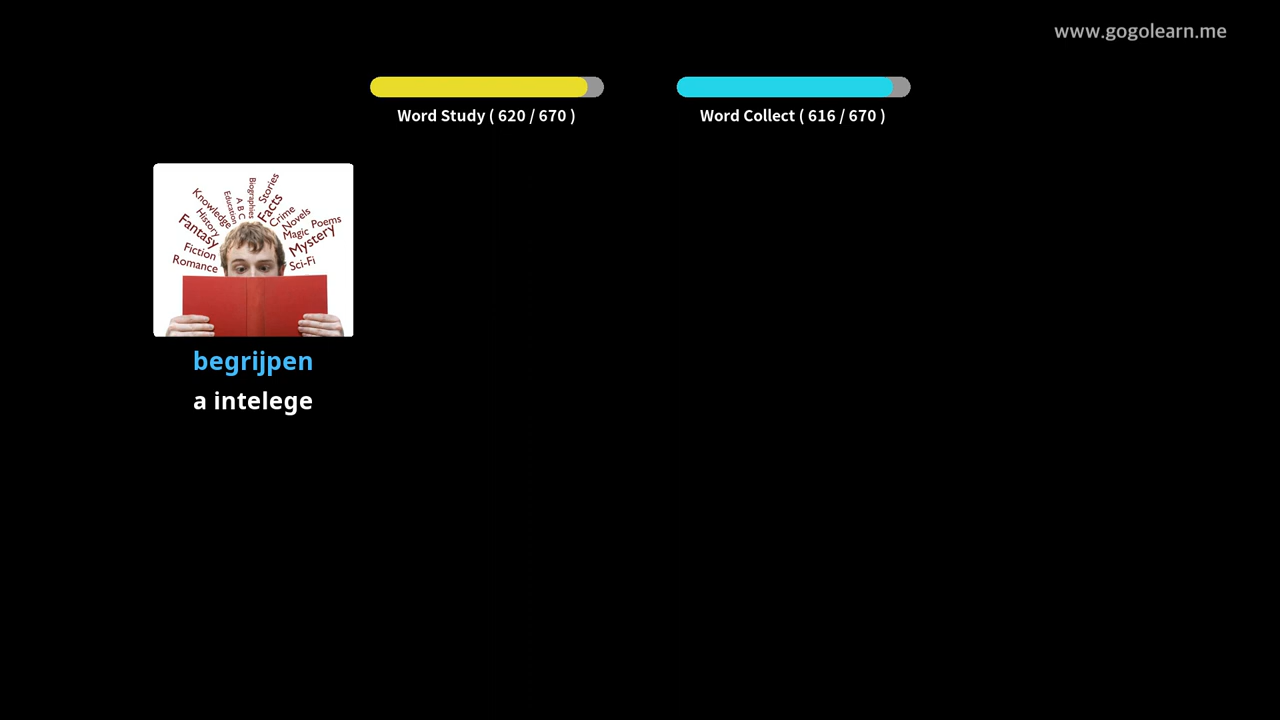 www.gogolearn.me
Word Study ( 620 / 670 )
Word Collect ( 616 / 670 )
Knowledge
History
Fantasy
Fiction
Romance
Education
A B C
Biographies
Stories
Facts
Crime
Novels
Magic
Poems
Mystery
Sci-Fi
begrijpen
a intelege